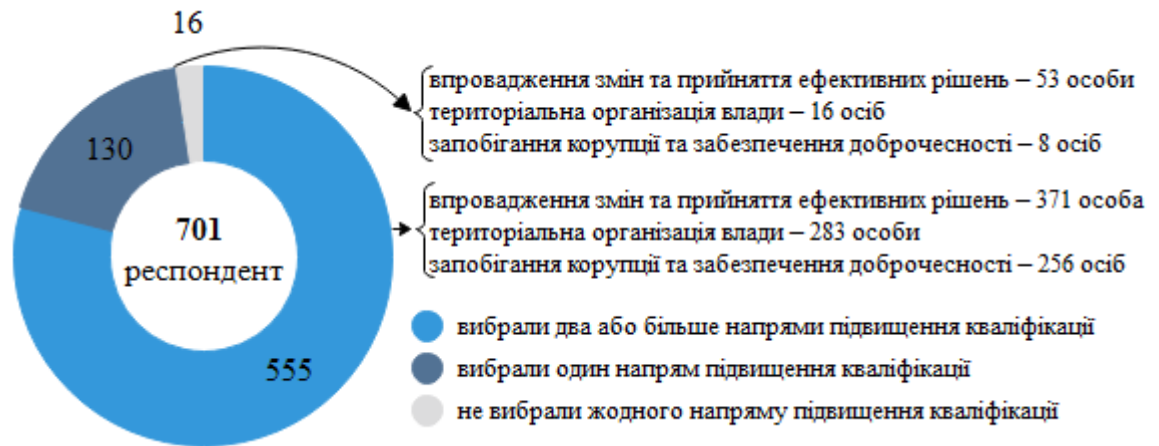 16
впровадження змін та прийняття ефективних рішень – 53 особи
територіальна організація влади – 16 осіб
запобігання корупції та забезпечення доброчесності – 8 осіб
130
впровадження змін та прийняття ефективних рішень – 371 особа
701
територіальна організація влади – 283 особи
респондент
запобігання корупції та забезпечення доброчесності – 256 осіб
вибрали два або більше напрями підвищення кваліфікації
555
вибрали один напрям підвищення кваліфікації
не вибрали жодного напряму підвищення кваліфікації